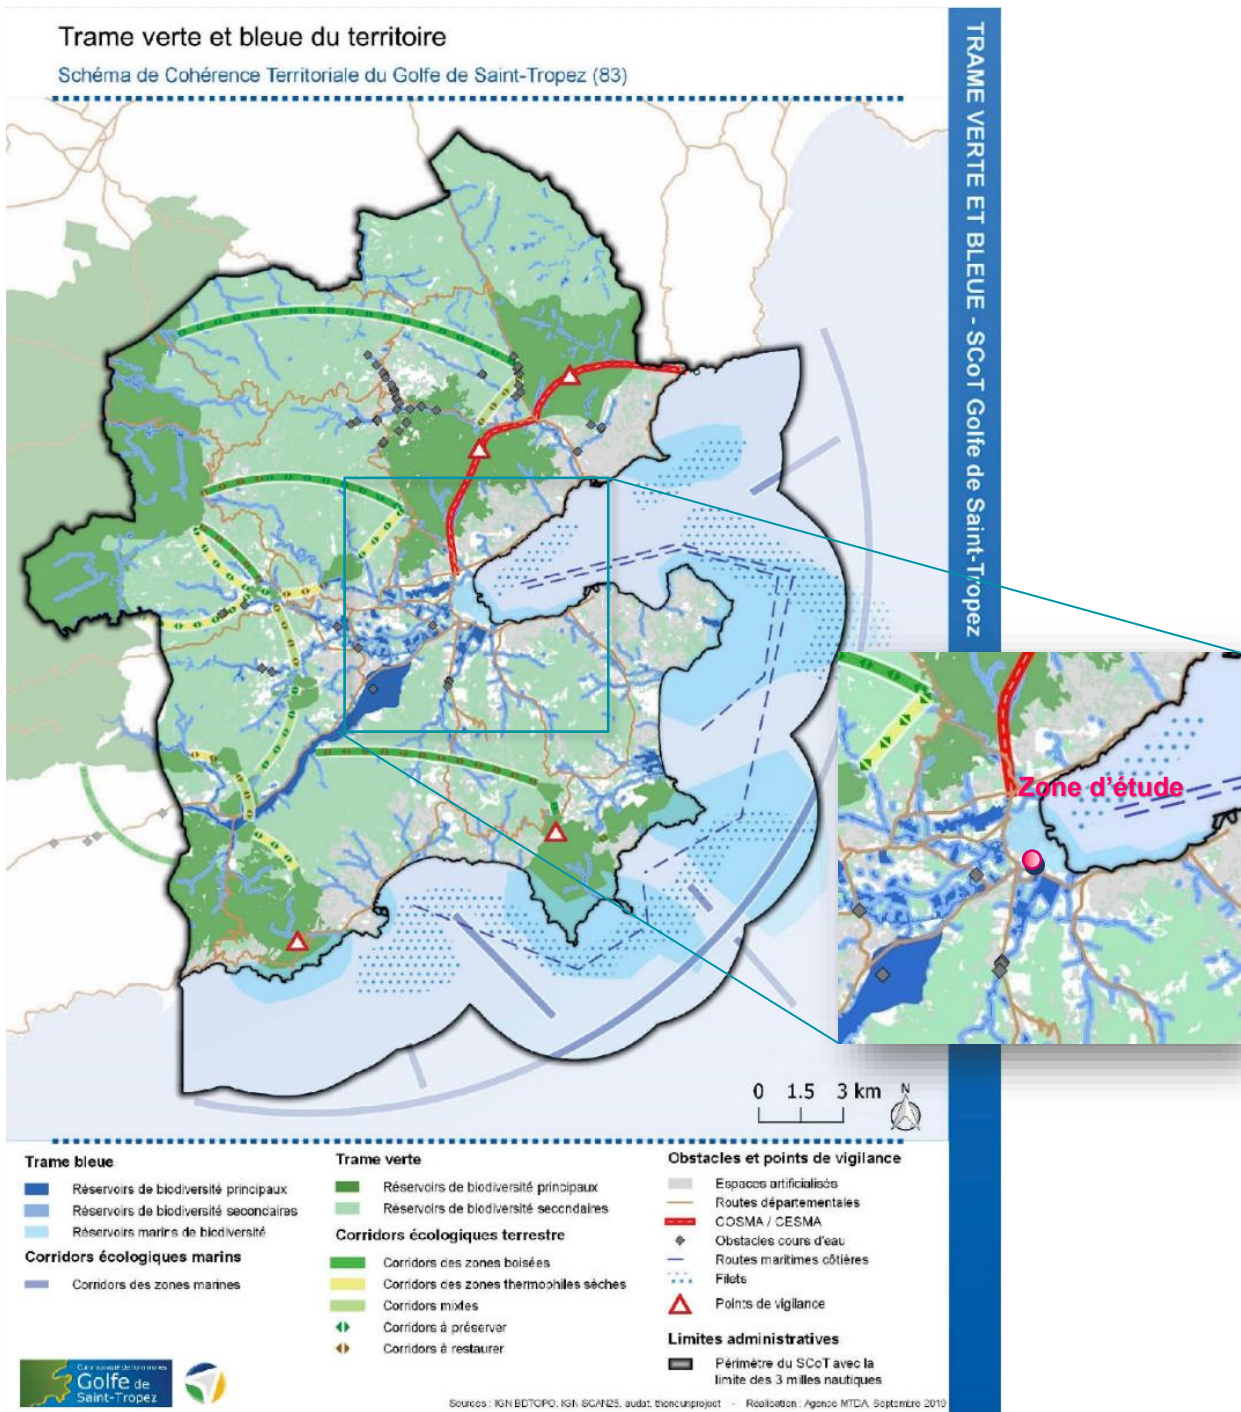 Trame verte et bleue du territoire
Schéma de Cohérence Territoriale du Golfe de Saint-Tropez (83)
TRAME VERTE ET BLEUE - SCoT Golfe de Saint-Tropez
Zone d'étude
0 1.5 3 km
N
Trame bleue
Réservoirs de biodiversité principaux
Réservoirs de biodiversité secondaires
Réservoirs marins de biodiversité
Corridors écologiques marins
Corridors des zones marines
Trame verte
Réservoirs de biodiversité principaux
Réservoirs de biodiversité secondaires
Corridors écologiques terrestre
Corridors des zones boisées
Corridors des zones thermophiles sèches
Corridors mixtes
Corridors à préserver
Corridors à restaurer
Obstacles et points de vigilance
Espaces artificialisés
Routes départementales
COSMA / CESMA
Obstacles cours d'eau
Routes maritimes côtières
Filets
Points de vigilance
Limites administratives
Périmètre du SCoT avec la
limite des 3 milles nautiques
Communauté de communes
Golfe de
Saint-Tropez
Sources : IGN BDTOPO, IGN SCAN25, audat, thenounproject - Réalisation : Agence MTDA, Septembre 2019